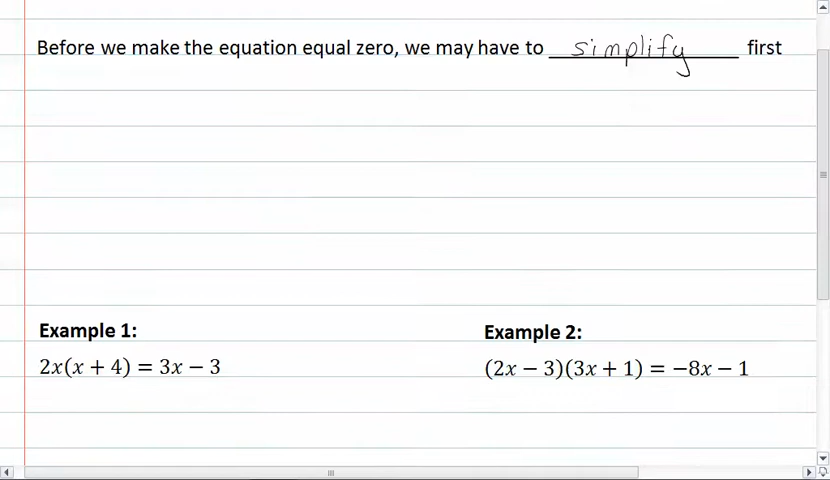 Before we make the equation equal zero, we may have to simplify first
Example 1:
2x(x + 4) = 3x − 3
Example 2:
(2x − 3)(3x + 1) = −8x − 1